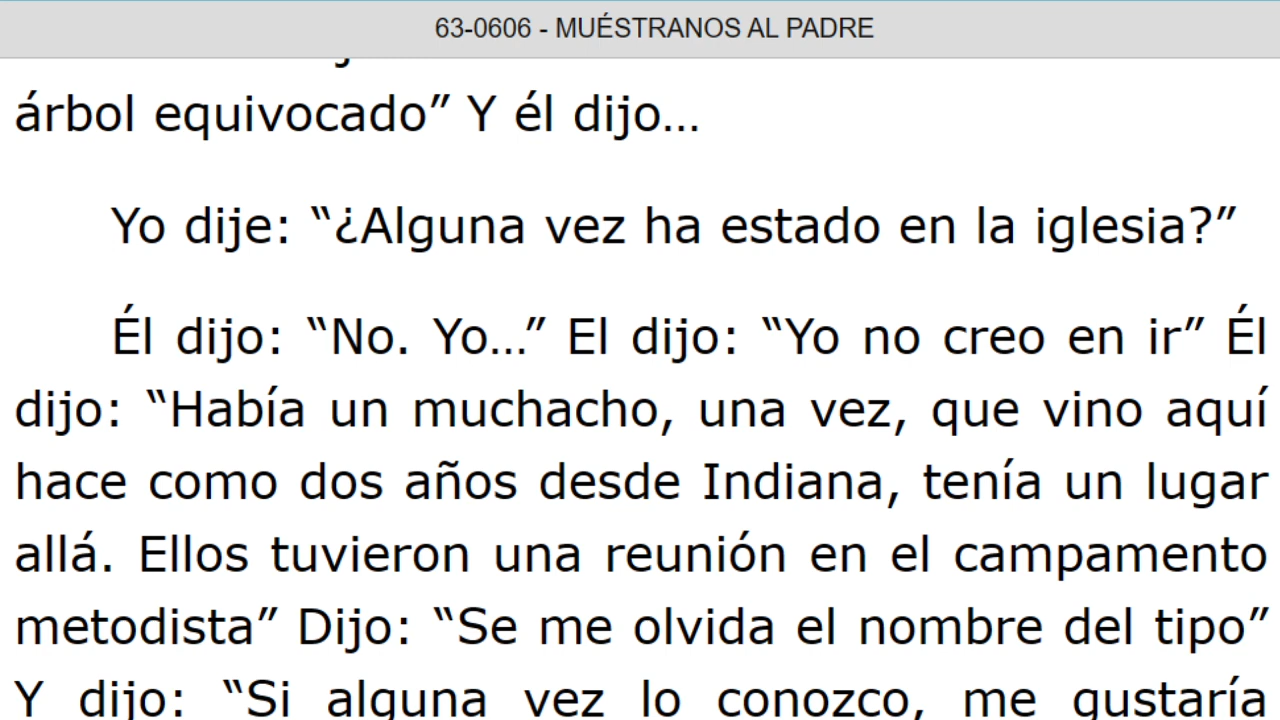 63-0606 - MUÉSTRANOS AL PADRE
árbol equivocado” Y él dijo…
Yo dije: “¿Alguna vez ha estado en la iglesia?”
Él dijo: “No. Yo…” El dijo: “Yo no creo en ir” Él
dijo: “Había un muchacho, una vez, que vino aquí
hace como dos años desde Indiana, tenía un lugar
allá. Ellos tuvieron una reunión en el campamento
metodista” Dijo: “Se me olvida el nombre del tipo”
Y dijo: “Si alguna vez lo conozco, me gustaría